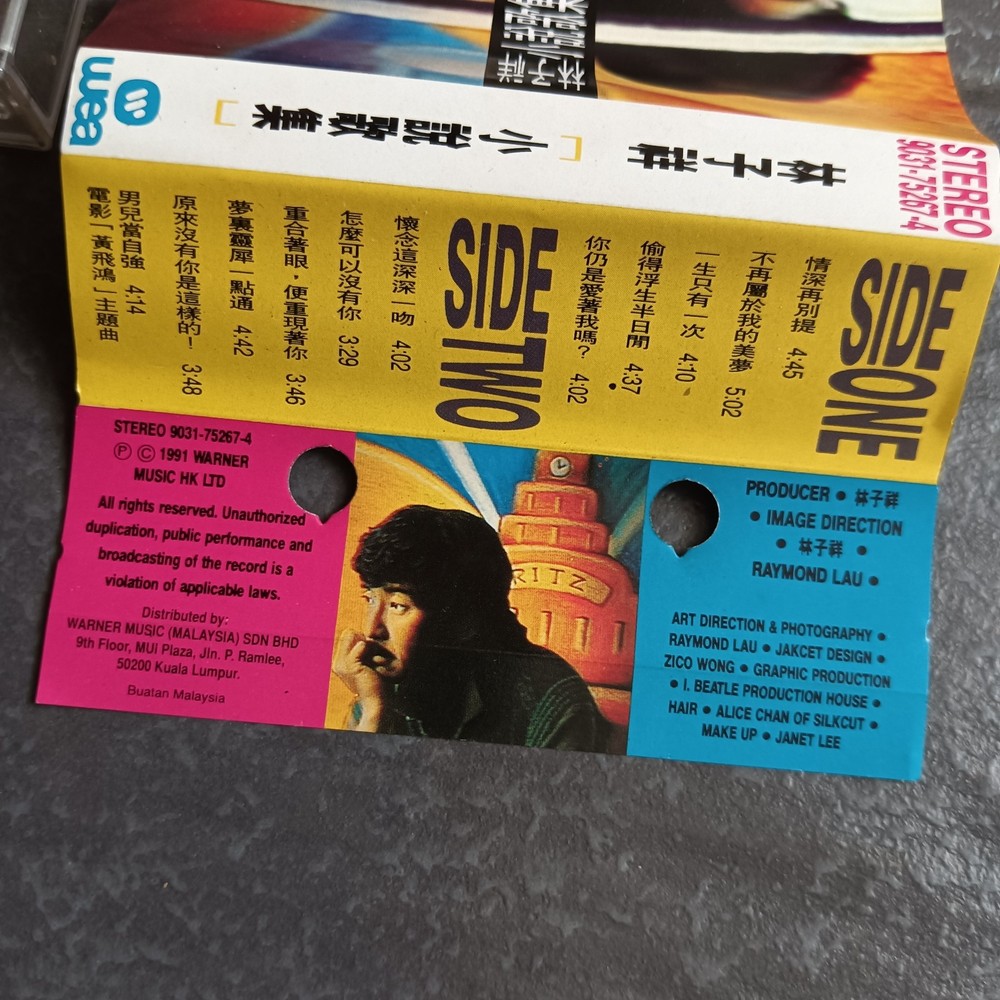 林子祥
STEREO
9031-75267-4
林子祥
[小說歌集]
wea
SIDE ONE
情深再別提 4:45
不再屬於我的美夢 5:02
一生只有一次 4:10
偷得浮生半日閒 4:37
你仍是愛著我嗎? 4:02
SIDE TWO
懷念這深深一吻 4:02
怎麼可以沒有你 3:29
重合著眼,便重現著你 3:46
夢裏靈犀一點通 4:42
原來沒有你是這樣的! 3:48
男兒當自強 4:14
電影「黃飛鴻」主題曲
STEREO 9031-75267-4
Ⓟ © 1991 WARNER
MUSIC HK LTD
All rights reserved. Unauthorized
duplication, public performance and
broadcasting of the record is a
violation of applicable laws.
Distributed by:
WARNER MUSIC (MALAYSIA) SDN BHD
9th Floor, MUI Plaza, Jln. P. Ramlee,
50200 Kuala Lumpur.
Buatan Malaysia
RITZ
PRODUCER ● 林子祥
● IMAGE DIRECTION
● 林子祥 ●
RAYMOND LAU ●
ART DIRECTION & PHOTOGRAPHY ●
RAYMOND LAU ● JAKCET DESIGN ●
ZICO WONG ● GRAPHIC PRODUCTION
● I. BEATLE PRODUCTION HOUSE ●
HAIR ● ALICE CHAN OF SILKCUT ●
MAKE UP ● JANET LEE